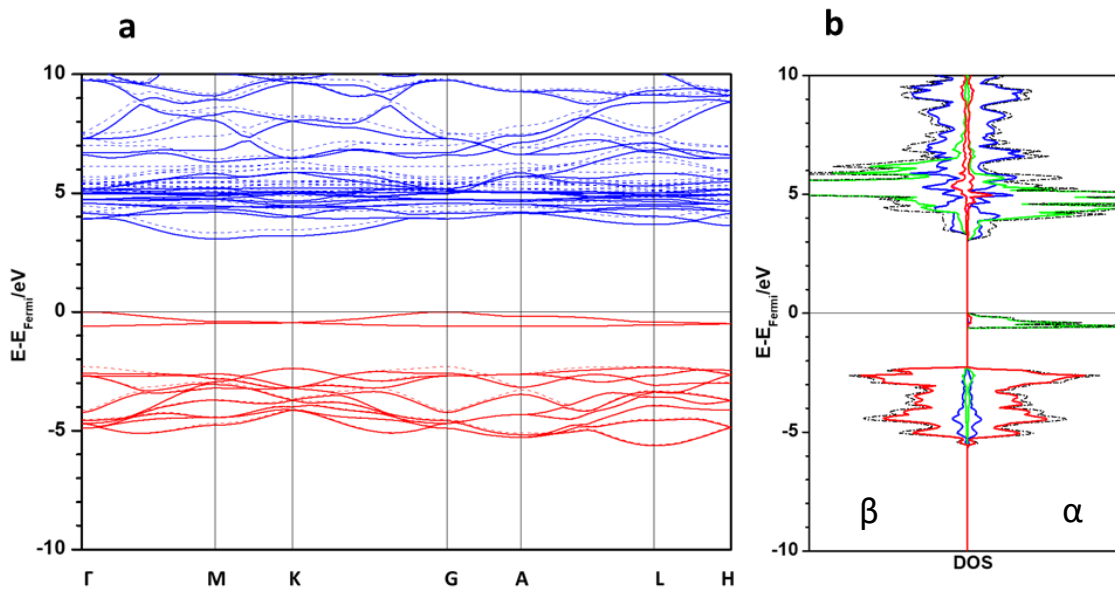 a
b
10
5
0
-5
-10
E-E_Fermi/eV
Γ M K G A L H
10
5
0
-5
-10
E-E_Fermi/eV
β α
DOS